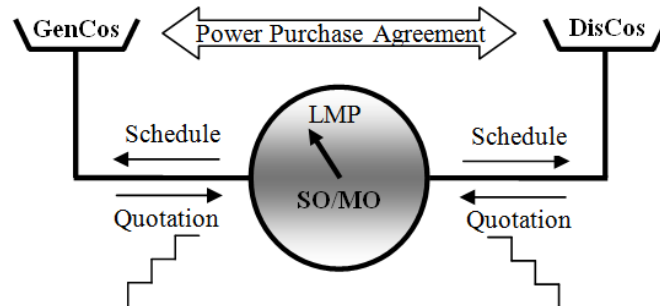 GenCos
Power Purchase Agreement
DisCos
LMP
Schedule
Schedule
SO/MO
Quotation
Quotation